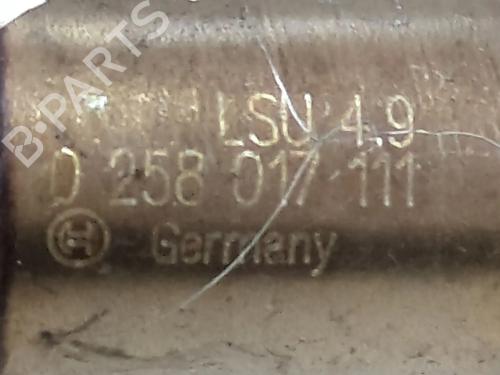 B-PARTS
LSU 4.9
0 258 017 111
Germany